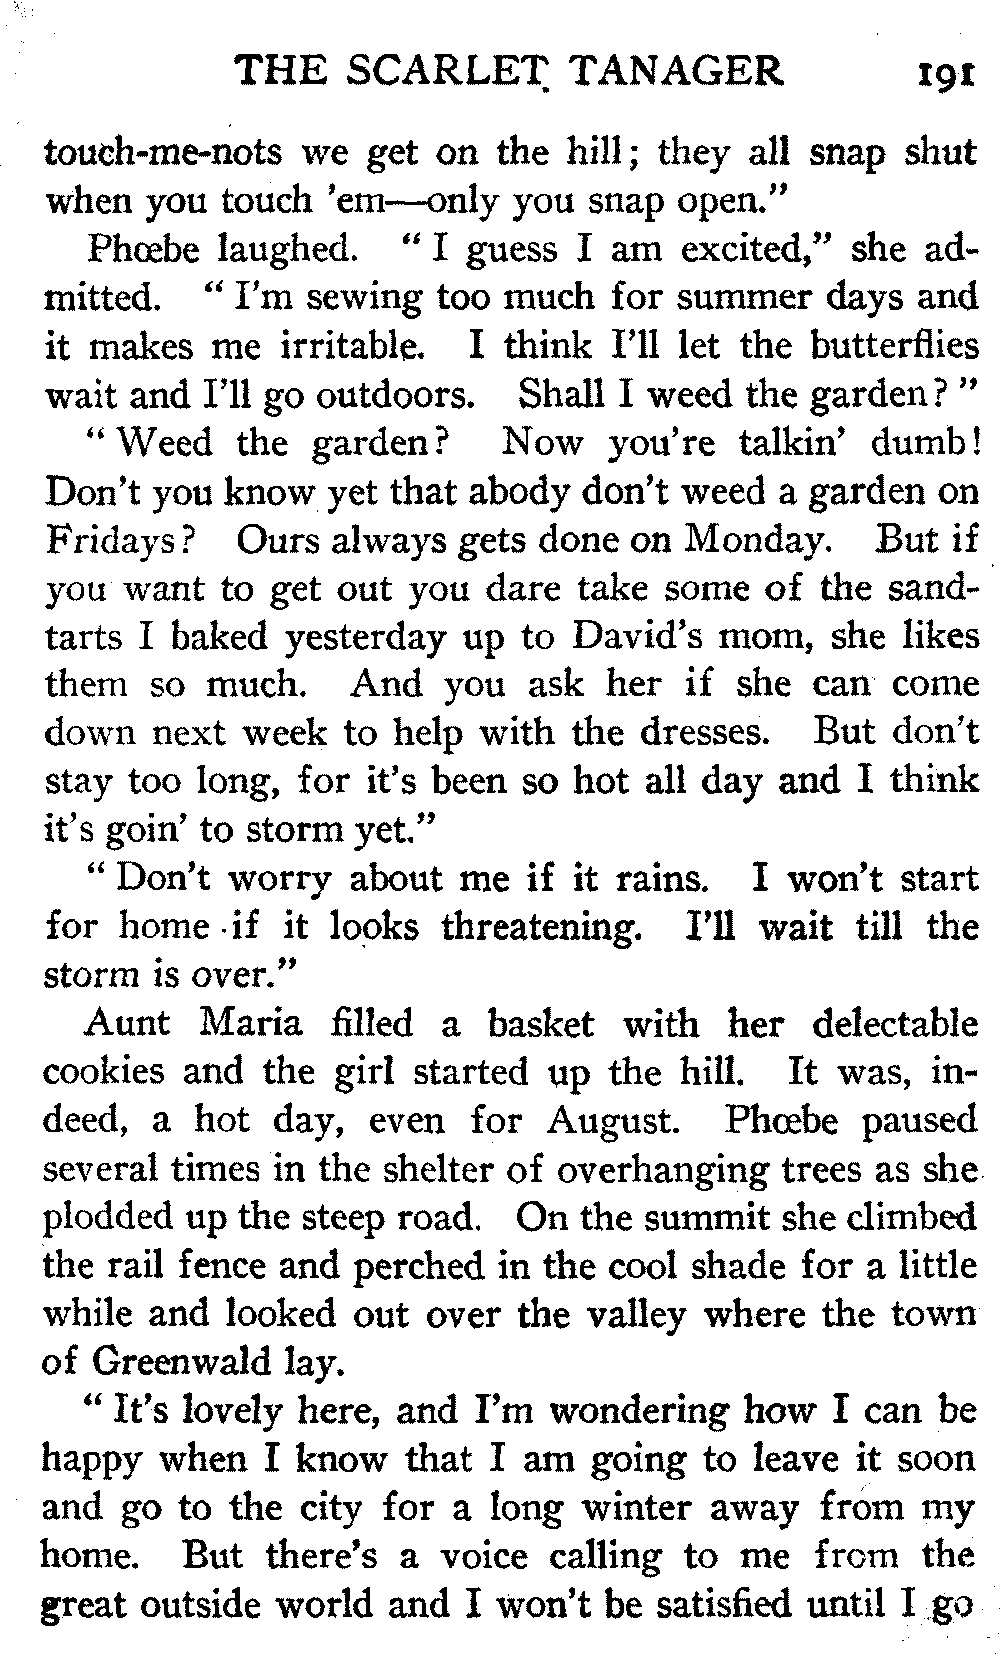 THE SCARLET TANAGER 191
touch-me-nots we get on the hill; they all snap shut
when you touch 'em—only you snap open."
Phœbe laughed. "I guess I am excited," she ad-
mitted. "I'm sewing too much for summer days and
it makes me irritable. I think I'll let the butterflies
wait and I'll go outdoors. Shall I weed the garden?"
"Weed the garden? Now you're talkin' dumb!
Don't you know yet that abody don't weed a garden on
Fridays? Ours always gets done on Monday. But if
you want to get out you dare take some of the sand-
tarts I baked yesterday up to David's mom, she likes
them so much. And you ask her if she can come
down next week to help with the dresses. But don't
stay too long, for it's been so hot all day and I think
it's goin' to storm yet."
"Don't worry about me if it rains. I won't start
for home if it looks threatening. I'll wait till the
storm is over."
Aunt Maria filled a basket with her delectable
cookies and the girl started up the hill. It was, in-
deed, a hot day, even for August. Phœbe paused
several times in the shelter of overhanging trees as she
plodded up the steep road. On the summit she climbed
the rail fence and perched in the cool shade for a little
while and looked out over the valley where the town
of Greenwald lay.
"It's lovely here, and I'm wondering how I can be
happy when I know that I am going to leave it soon
and go to the city for a long winter away from my
home. But there's a voice calling to me from the
great outside world and I won't be satisfied until I go